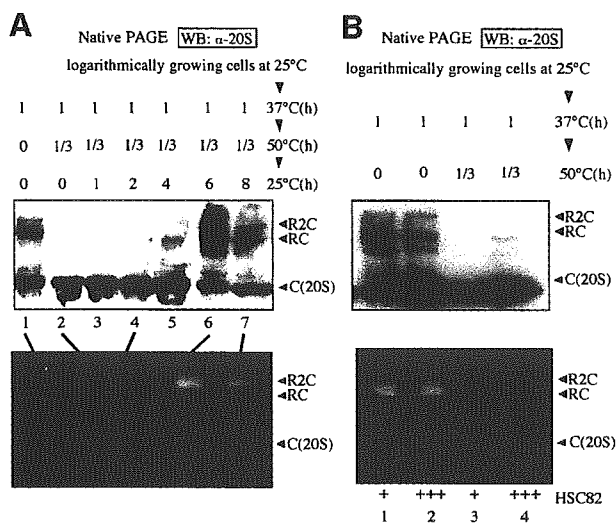 A
Native PAGE WB: α-20S
logarithmically growing cells at 25°C
1 1 1 1 1 1 1 37°C(h)
0 1/3 1/3 1/3 1/3 1/3 1/3 50°C(h)
0 0 1 2 4 6 8 25°C(h)
R2C
RC
C(20S)
1 2 3 4 5 6 7
R2C
RC
C(20S)
B
Native PAGE WB: α-20S
logarithmically growing cells at 25°C
1 1 1 1 37°C(h)
0 0 1/3 1/3 50°C(h)
R2C
RC
C(20S)
R2C
RC
C(20S)
+ +++ + +++ HSC82
1 2 3 4